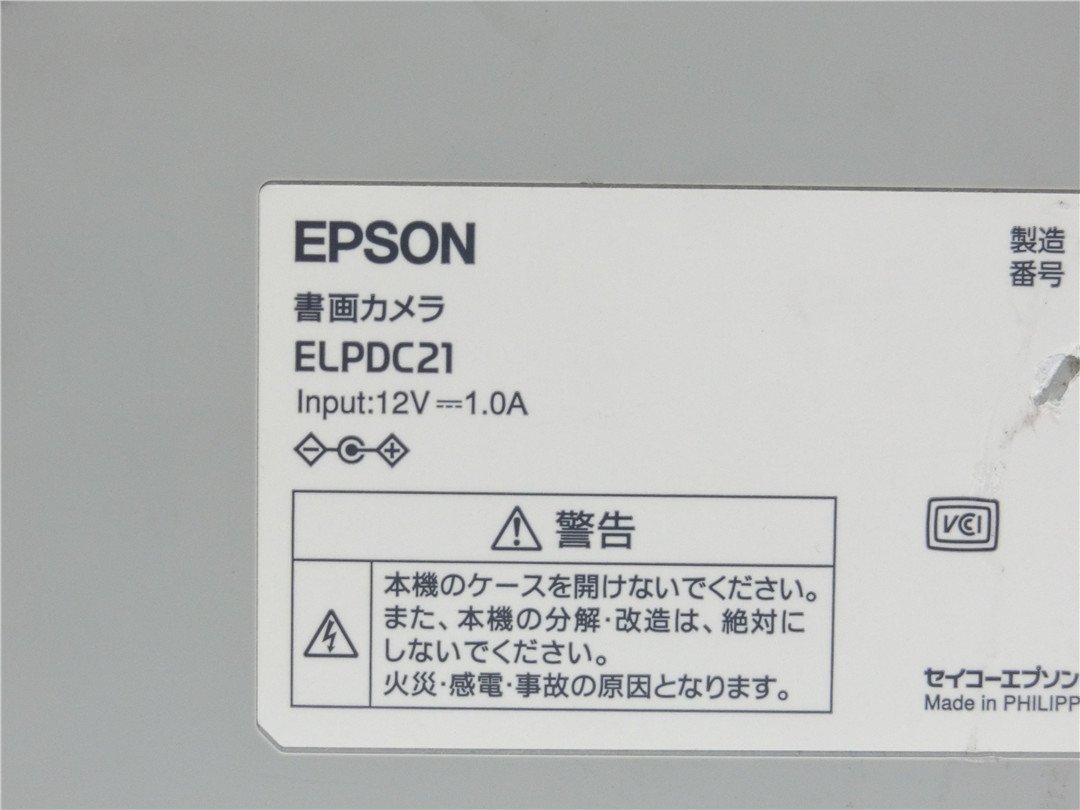 EPSON
書画カメラ
ELPDC21
Input:12V⎓1.0A
製造
番号
警告
本機のケースを開けないでください。
また、本機の分解・改造は、絶対に
しないでください。
火災・感電・事故の原因となります。
VCI
セイコーエプソン
Made in PHILIPP